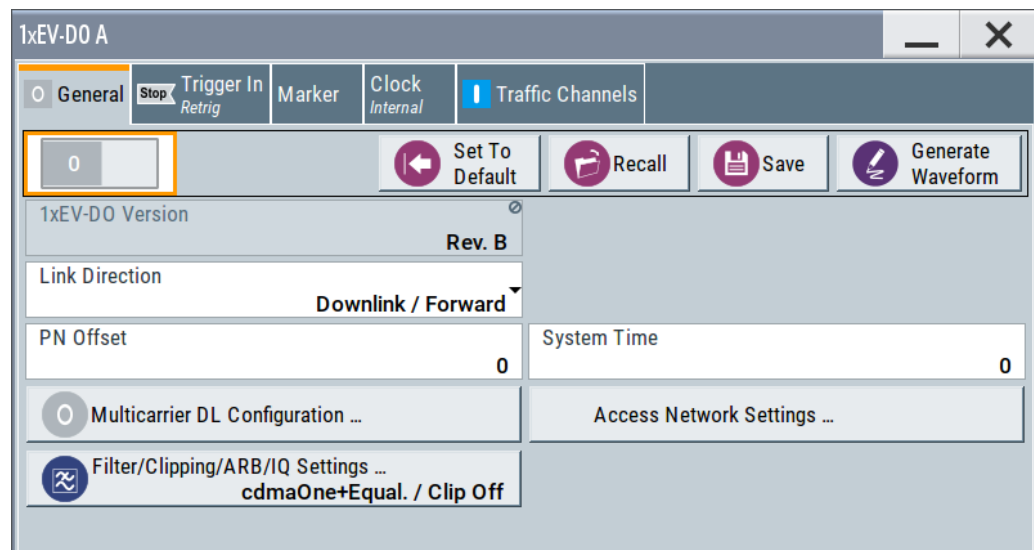 1xEV-DO A
0 General Stop Trigger In Retrig Marker Clock Internal Traffic Channels
0
Set To Default
Recall
Save
Generate Waveform
1xEV-DO Version
Rev. B
Link Direction
Downlink / Forward
PN Offset
0
System Time
0
0 Multicarrier DL Configuration ...
Access Network Settings ...
Filter/Clipping/ARB/IQ Settings ...
cdmaOne+Equal. / Clip Off